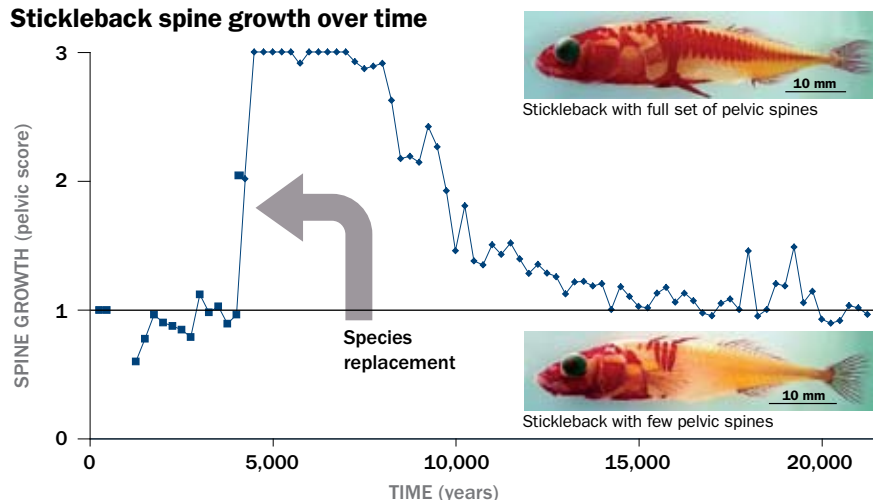 Stickleback spine growth over time
3
2
1
0
SPINE GROWTH (pelvic score)
10 mm
Stickleback with full set of pelvic spines
Species
replacement
10 mm
Stickleback with few pelvic spines
0
5,000
10,000
15,000
20,000
TIME (years)